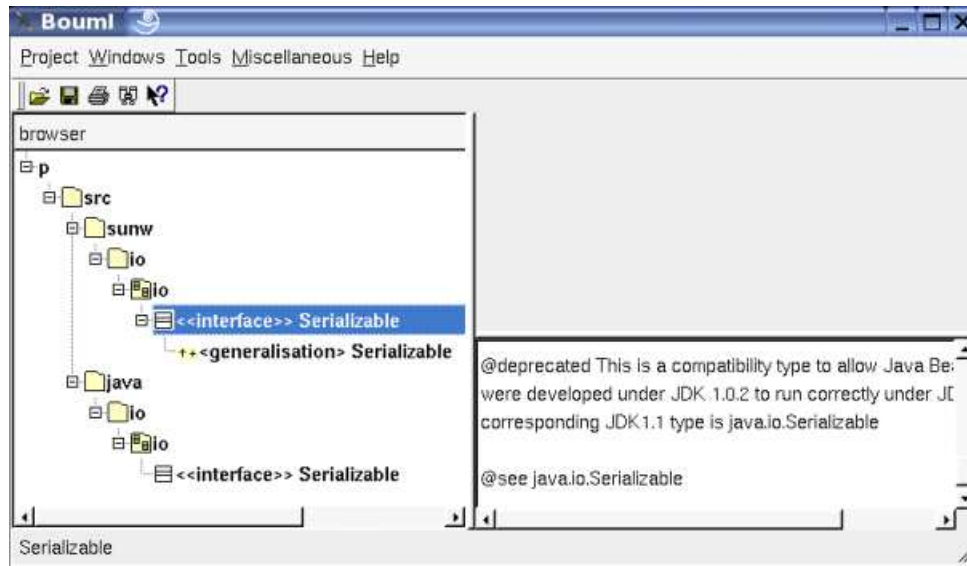 Bouml
Project Windows Tools Miscellaneous Help
browser
p
src
sunw
io
io
<<interface>> Serializable
<generalisation> Serializable
java
io
io
<<interface>> Serializable
@deprecated This is a compatibility type to allow Java
were developed under JDK 1.0.2 to run correctly under
corresponding JDK1.1 type is java.io.Serializable
@see java.io.Serializable
Serializable